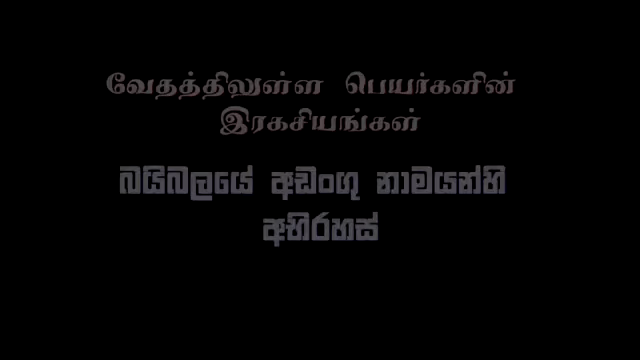 வேதத்திலுள்ள பெயர்களின்
இரகசியங்கள்
බයිබලයේ අඩංගු නාමයන්හි
අභිරහස්